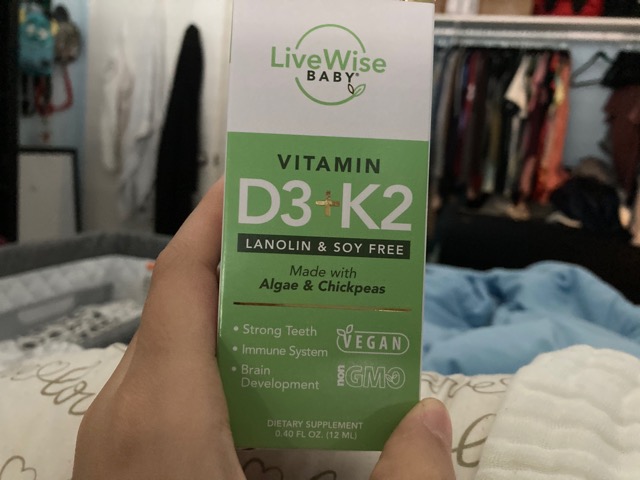 LiveWise
BABY®
VITAMIN
D3+K2
LANOLIN & SOY FREE
Made with
Algae & Chickpeas
• Strong Teeth
• Immune System
• Brain
Development
VEGAN
non GMO
DIETARY SUPPLEMENT
0.40 FL OZ. (12 ML)